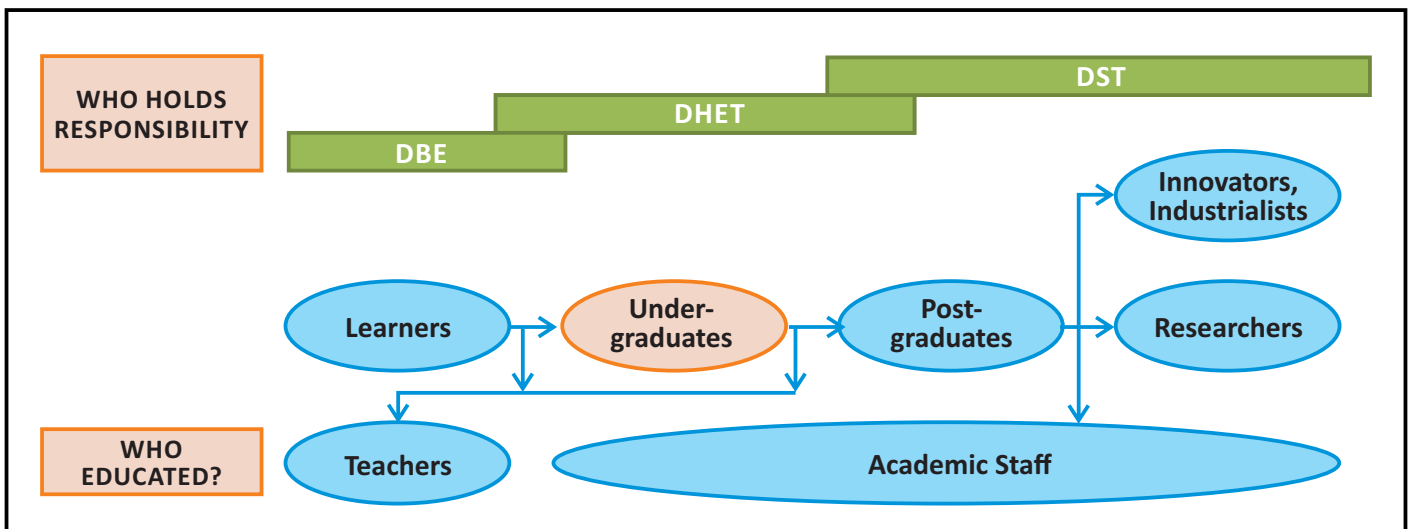 WHO HOLDS
RESPONSIBILITY
DST
DHET
DBE
Innovators,
Industrialists
Learners
Under-
graduates
Post-
graduates
Researchers
WHO
EDUCATED?
Teachers
Academic Staff